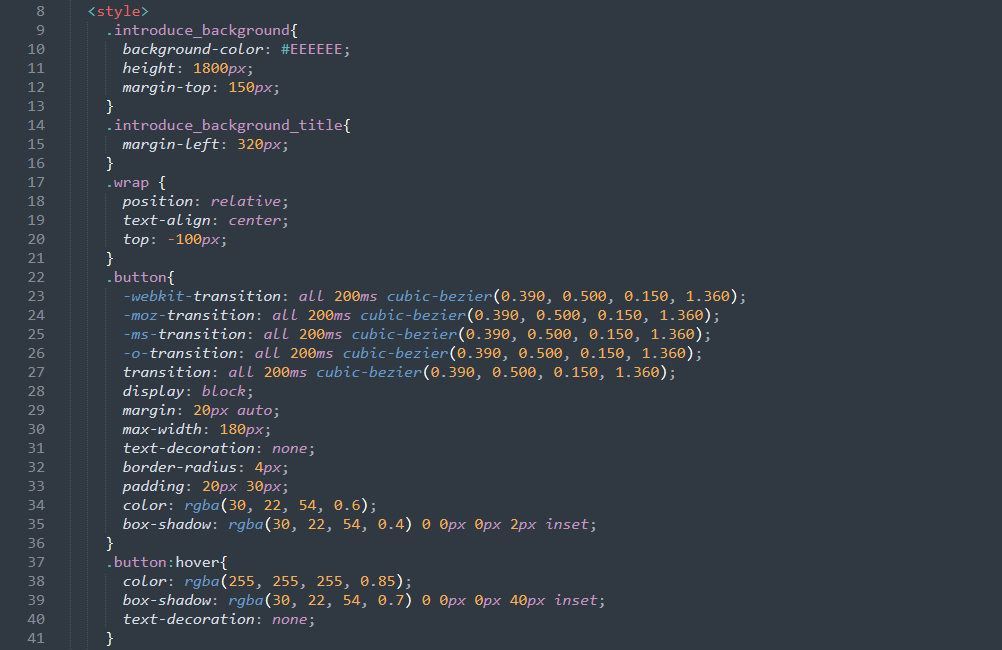 8 <style>
9 .introduce_background{
10 background-color: #EEEEEE;
11 height: 1800px;
12 margin-top: 150px;
13 }
14 .introduce_background_title{
15 margin-left: 320px;
16 }
17 .wrap {
18 position: relative;
19 text-align: center;
20 top: -100px;
21 }
22 .button{
23 -webkit-transition: all 200ms cubic-bezier(0.390, 0.500, 0.150, 1.360);
24 -moz-transition: all 200ms cubic-bezier(0.390, 0.500, 0.150, 1.360);
25 -ms-transition: all 200ms cubic-bezier(0.390, 0.500, 0.150, 1.360);
26 -o-transition: all 200ms cubic-bezier(0.390, 0.500, 0.150, 1.360);
27 transition: all 200ms cubic-bezier(0.390, 0.500, 0.150, 1.360);
28 display: block;
29 margin: 20px auto;
30 max-width: 180px;
31 text-decoration: none;
32 border-radius: 4px;
33 padding: 20px 30px;
34 color: rgba(30, 22, 54, 0.6);
35 box-shadow: rgba(30, 22, 54, 0.4) 0 0px 0px 2px inset;
36 }
37 .button:hover{
38 color: rgba(255, 255, 255, 0.85);
39 box-shadow: rgba(30, 22, 54, 0.7) 0 0px 0px 40px inset;
40 text-decoration: none;
41 }